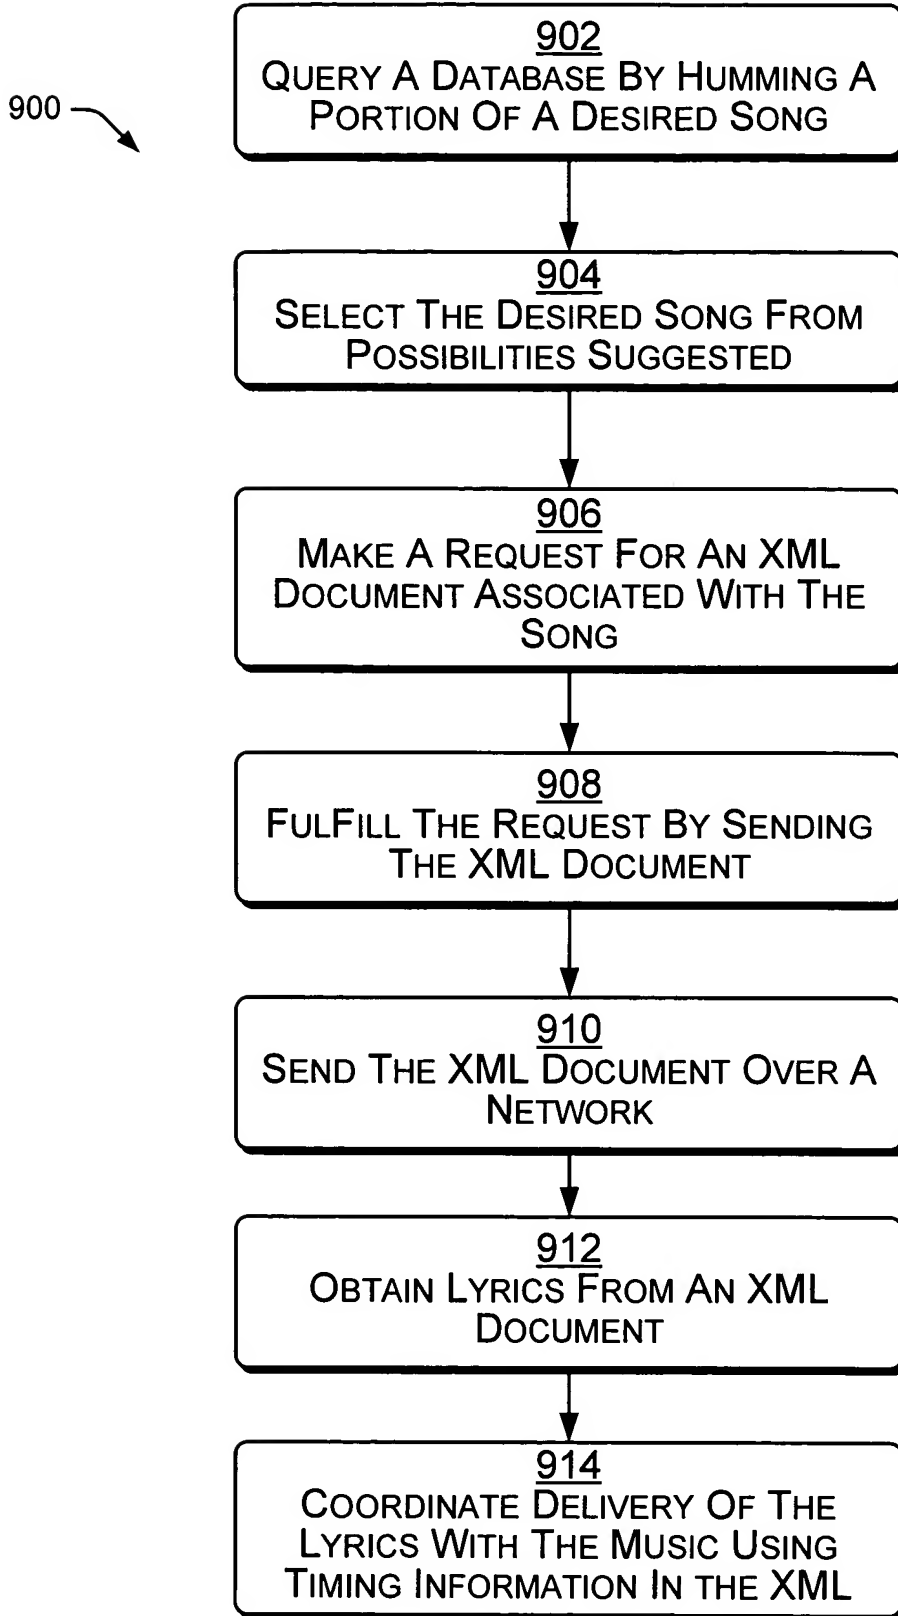 902
QUERY A DATABASE BY HUMMING A
PORTION OF A DESIRED SONG
900
904
SELECT THE DESIRED SONG FROM
POSSIBILITIES SUGGESTED
906
MAKE A REQUEST FOR AN XML
DOCUMENT ASSOCIATED WITH THE
SONG
908
FULFILL THE REQUEST BY SENDING
THE XML DOCUMENT
910
SEND THE XML DOCUMENT OVER A
NETWORK
912
OBTAIN LYRICS FROM AN XML
DOCUMENT
914
COORDINATE DELIVERY OF THE
LYRICS WITH THE MUSIC USING
TIMING INFORMATION IN THE XML